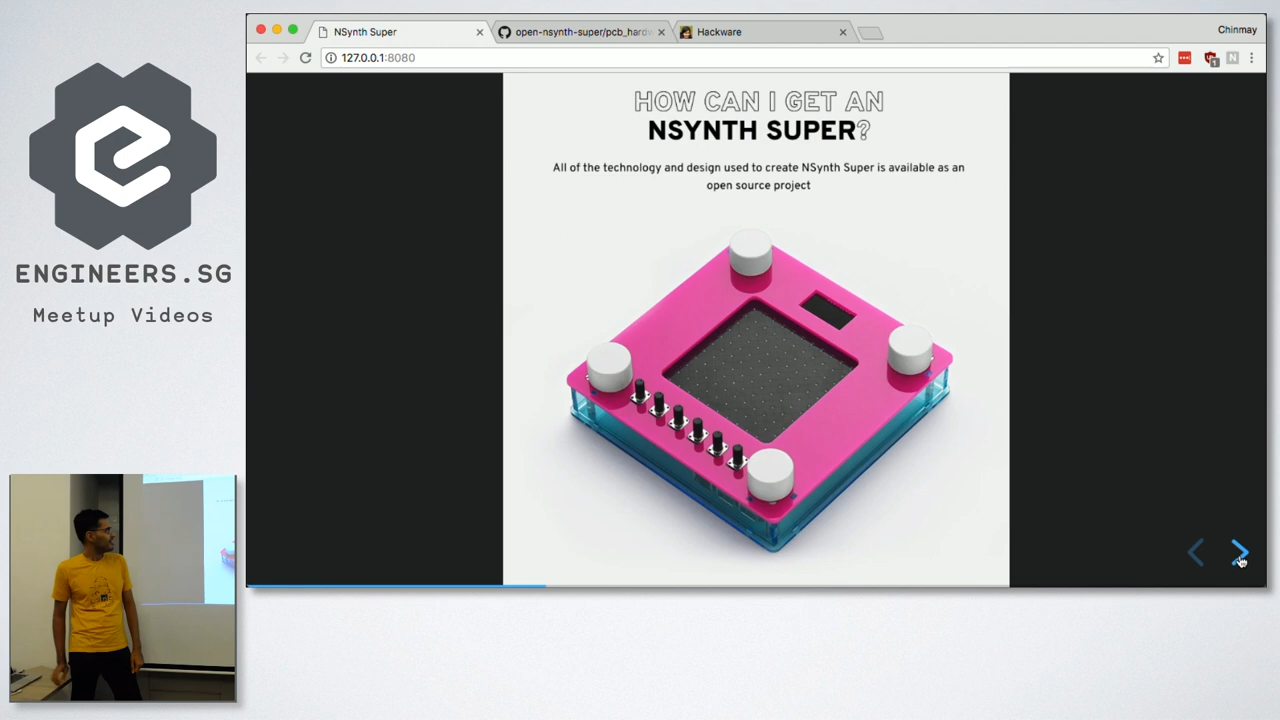 NSynth Super
open-nsynth-super/pcb_hardw
Hackware
Chinmay
127.0.0.1:8080
HOW CAN I GET AN
NSYNTH SUPER?
All of the technology and design used to create NSynth Super is available as an
open source project
ENGINEERS.SG
Meetup Videos